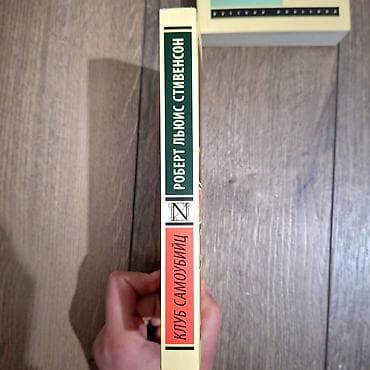 РОБЕРТ ЛЬЮИС СТИВЕНСОН
КЛУБ САМОУБИЙЦ